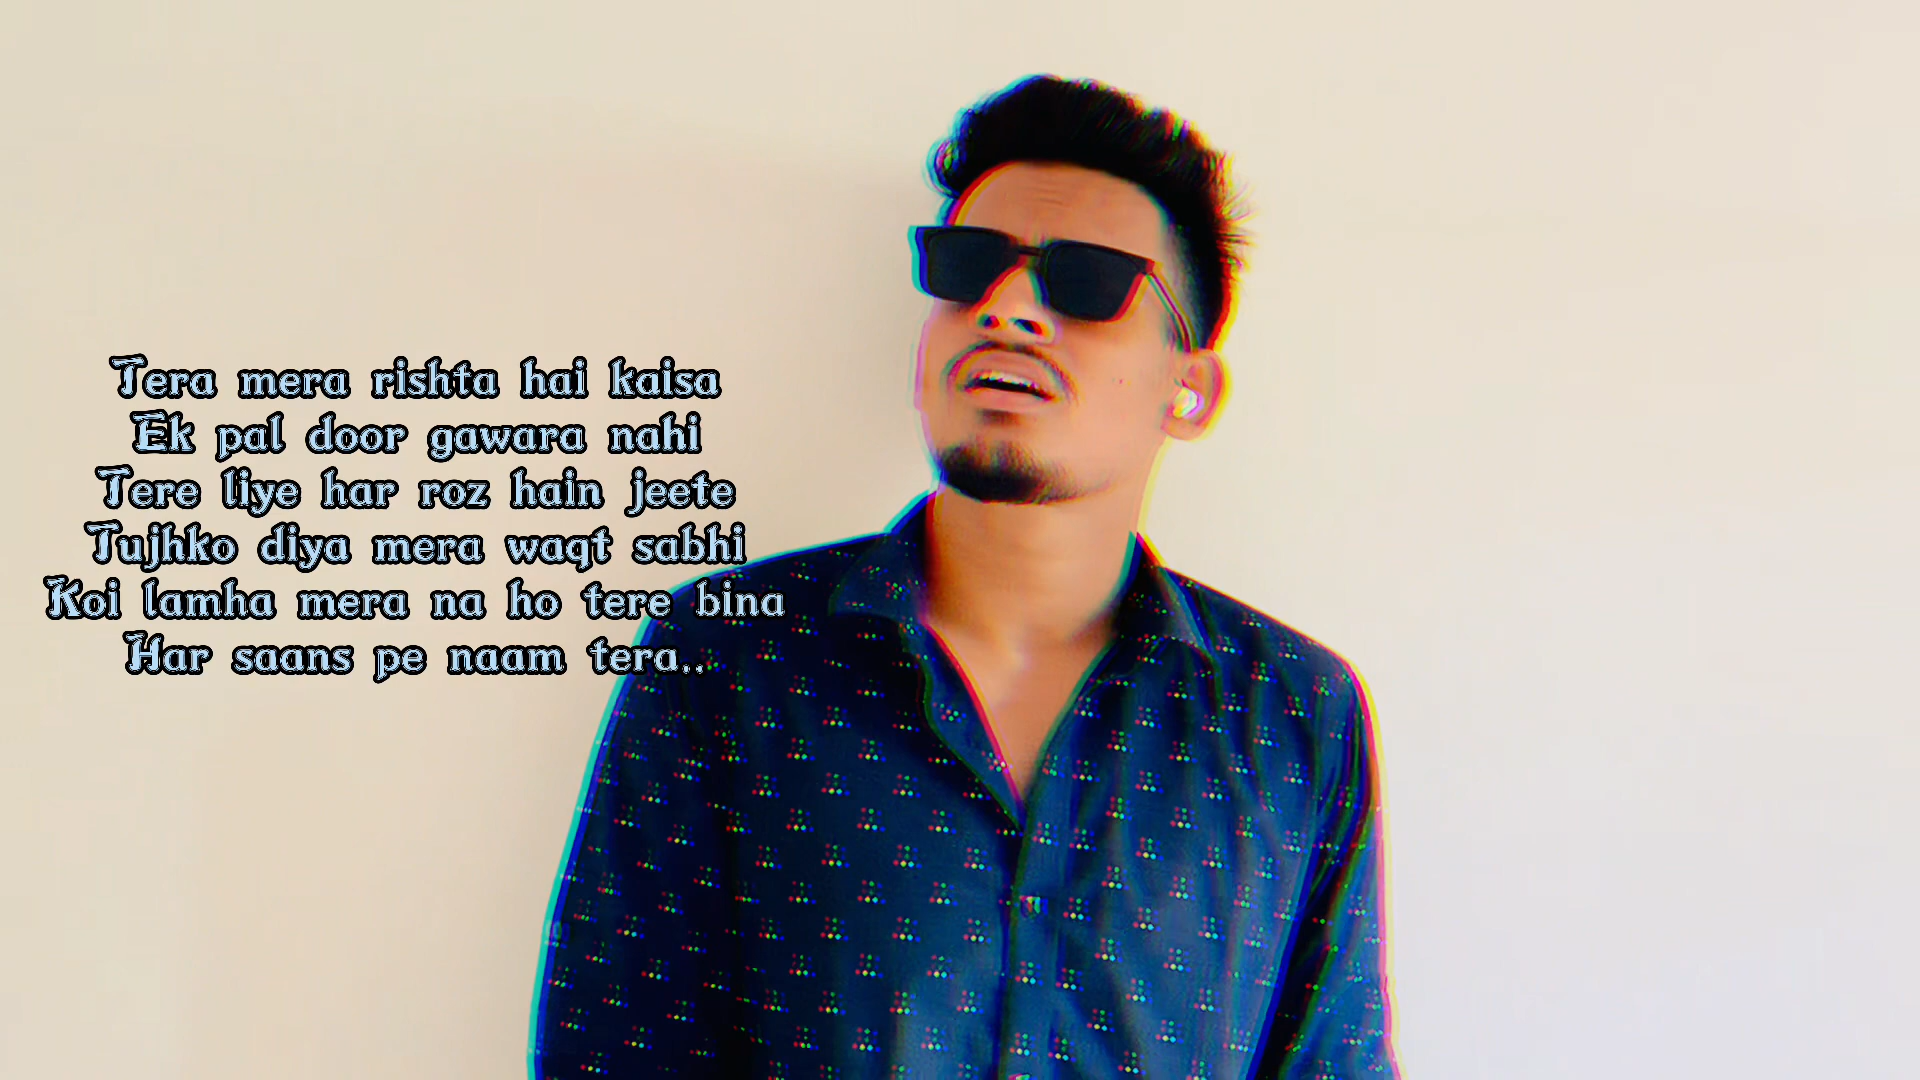 Tera mera rishta hai kaisa
Ek pal door gawara nahi
Tere liye har roz hain jeete
Tujhko diya mera waqt sabhi
Koi lamha mera na ho tere bina
Har saans pe naam tera..